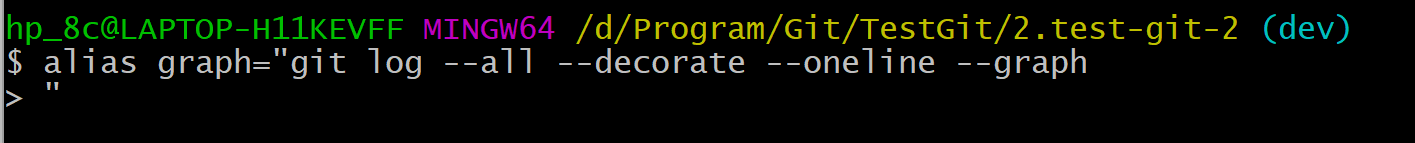 hp_8c@LAPTOP-H11KEVFF MINGW64 /d/Program/Git/TestGit/2.test-git-2 (dev)
$ alias graph="git log --all --decorate --oneline --graph
> "